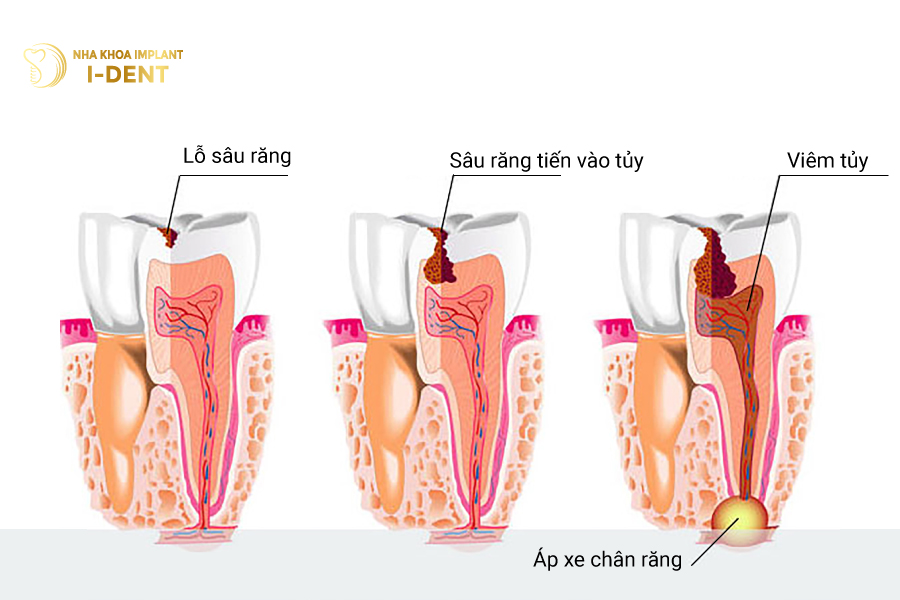 NHA KHOA IMPLANT
I-DENT
Lỗ sâu răng
Sâu răng tiến vào tủy
Viêm tủy
Áp xe chân răng